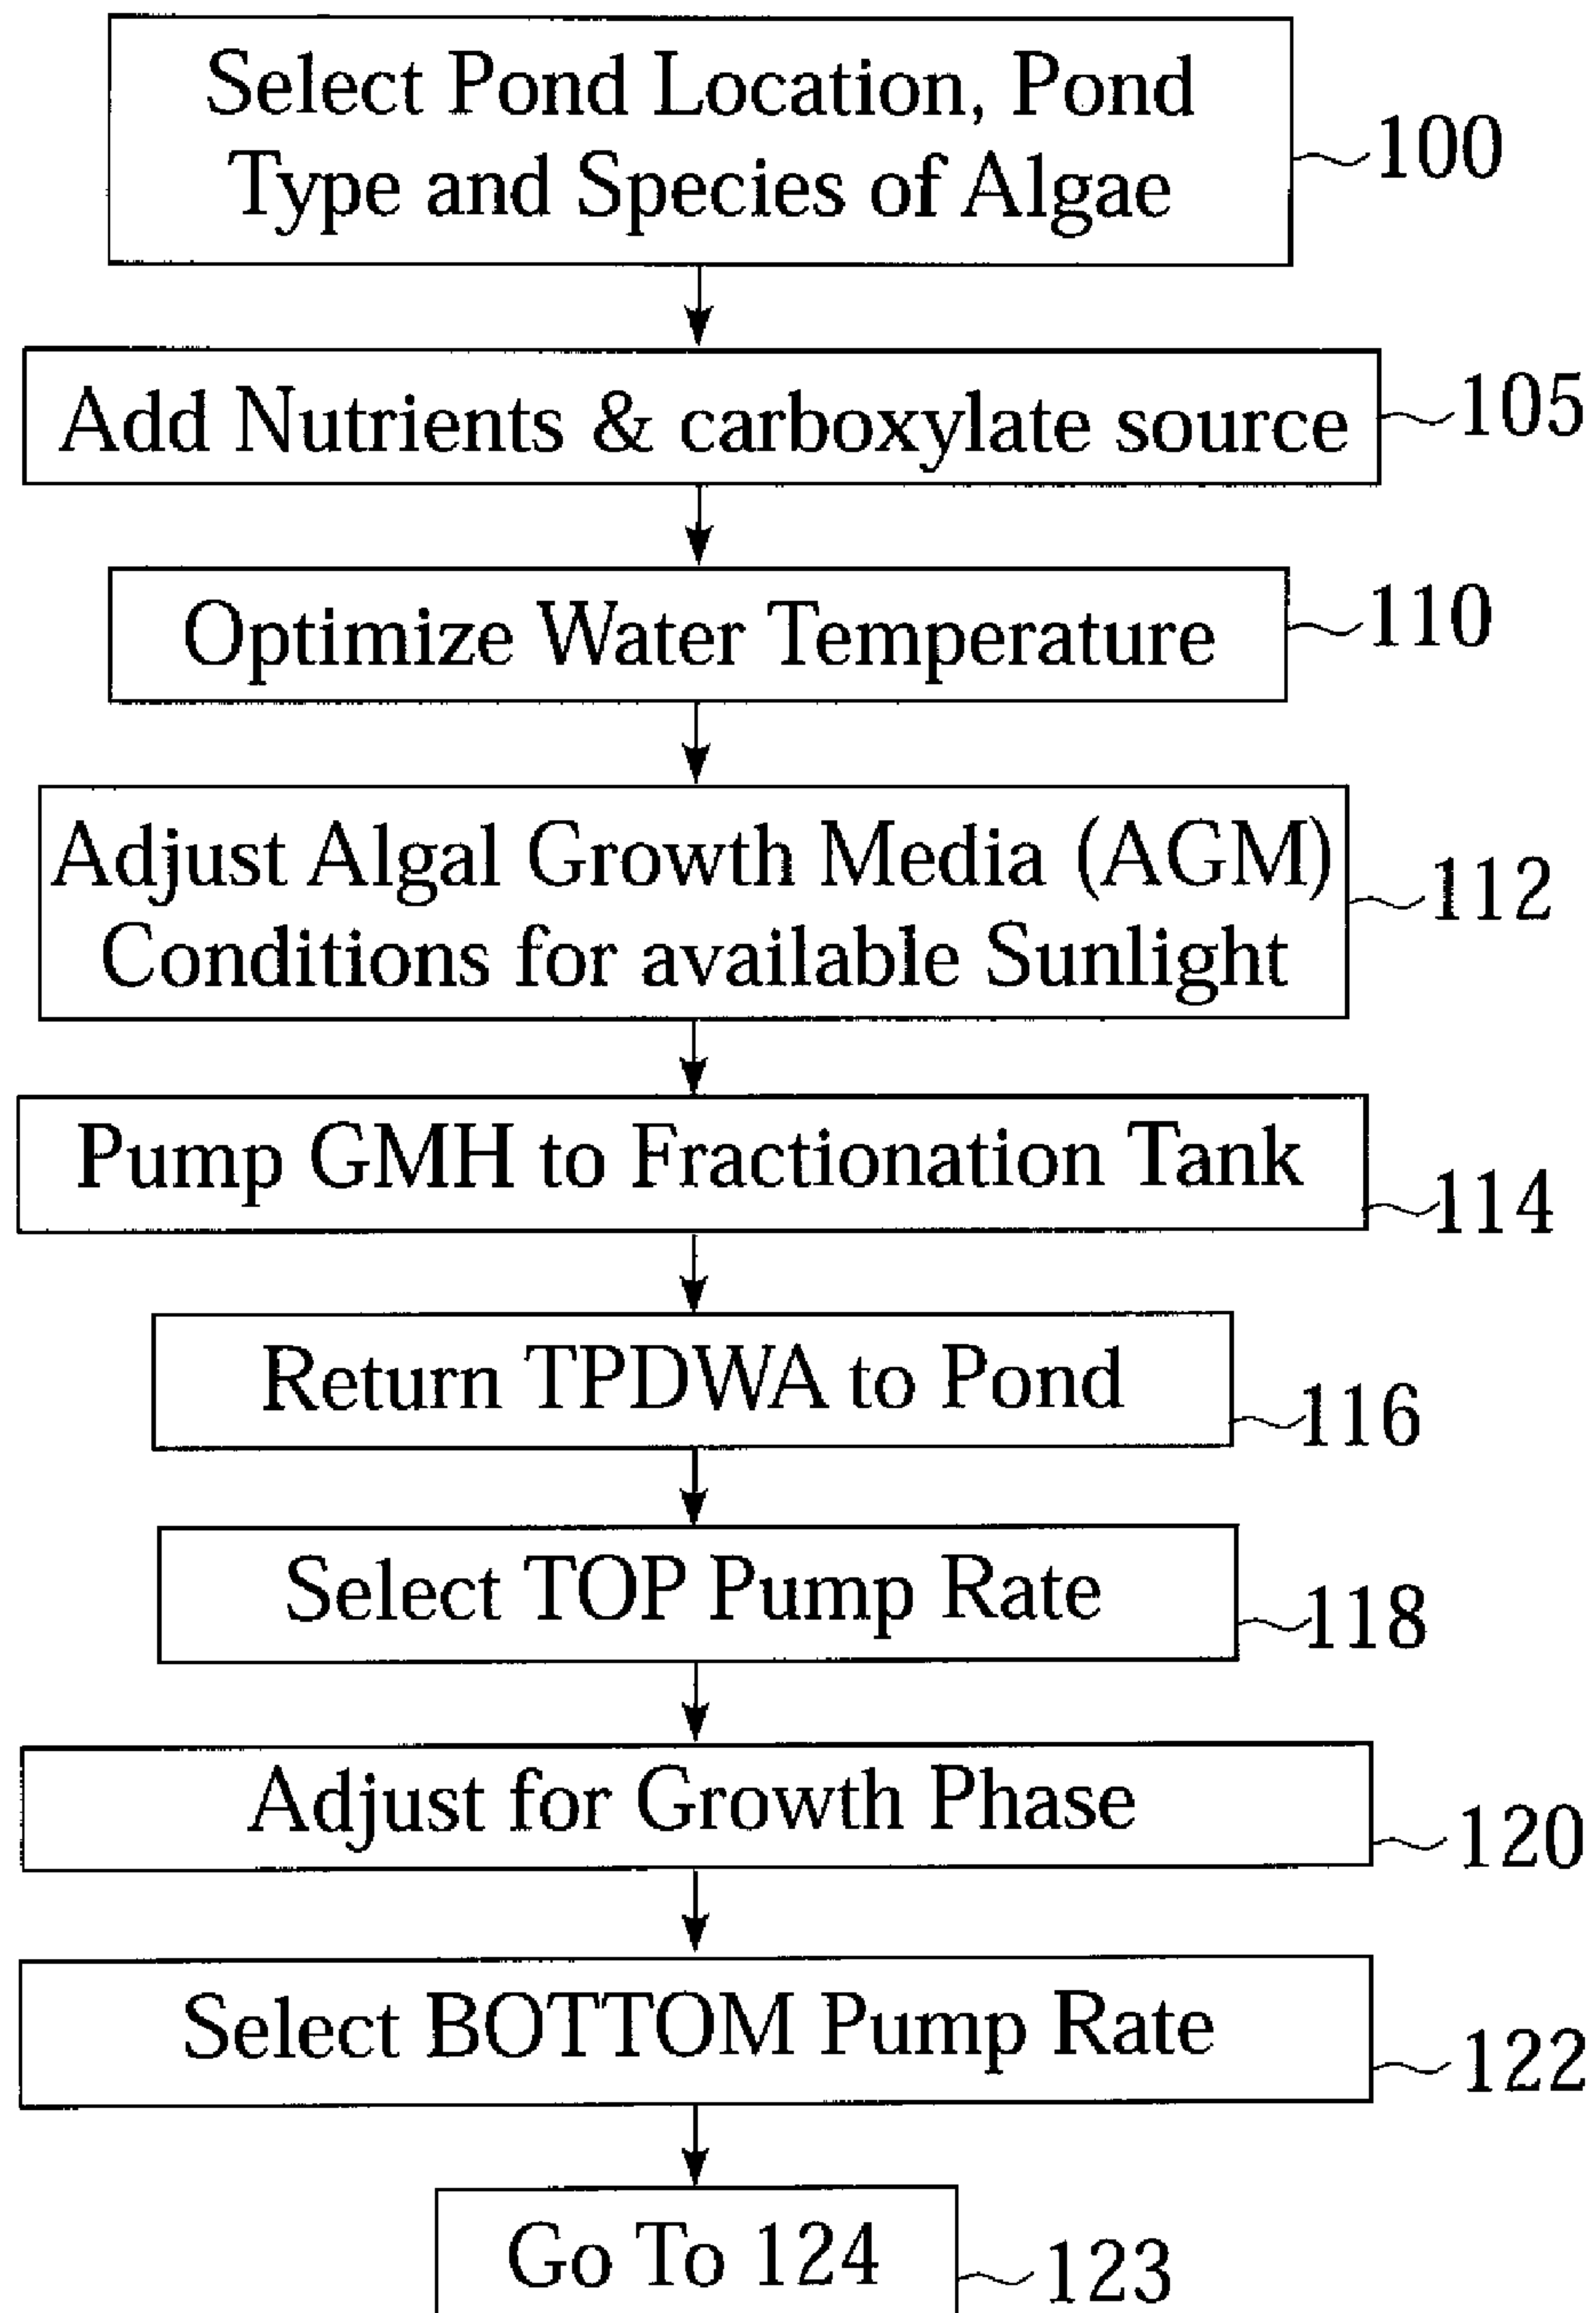 Select Pond Location, Pond
Type and Species of Algae
100
Add Nutrients & carboxylate source
105
Optimize Water Temperature
110
Adjust Algal Growth Media (AGM)
Conditions for available Sunlight
112
Pump GMH to Fractionation Tank
114
Return TPDWA to Pond
116
Select TOP Pump Rate
118
Adjust for Growth Phase
120
Select BOTTOM Pump Rate
122
Go To 124
123